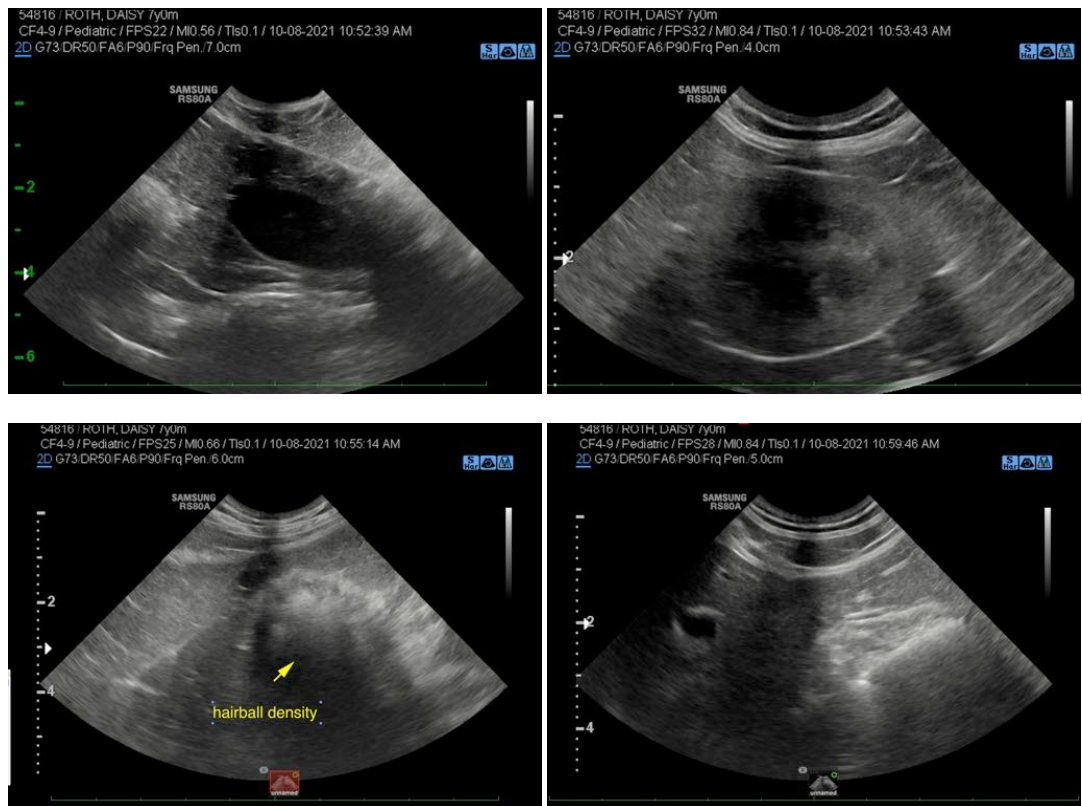 54816 / ROTH, DAISY 7y0m
CF4-9 / Pediatric / FPS22 / MI0.56 / TIs0.1 / 10-08-2021 10:52:39 AM
2D G73/DR50/FA6/P90/Frq Pen./7.0cm
S
Har
SAMSUNG
RS80A
2
4
6
54816 / ROTH, DAISY 7y0m
CF4-9 / Pediatric / FPS32 / MI0.84 / TIs0.1 / 10-08-2021 10:53:43 AM
2D G73/DR50/FA6/P90/Frq Pen./4.0cm
S
Har
SAMSUNG
RS80A
2
54816 / ROTH, DAISY 7y0m
CF4-9 / Pediatric / FPS25 / MI0.66 / TIs0.1 / 10-08-2021 10:55:14 AM
2D G73/DR50/FA6/P90/Frq Pen./6.0cm
S
Har
SAMSUNG
RS80A
2
4
hairball density
unnamed
54816 / ROTH, DAISY 7y0m
CF4-9 / Pediatric / FPS28 / MI0.84 / TIs0.1 / 10-08-2021 10:59:46 AM
2D G73/DR50/FA6/P90/Frq Pen./5.0cm
S
Har
SAMSUNG
RS80A
2
4
unnamed